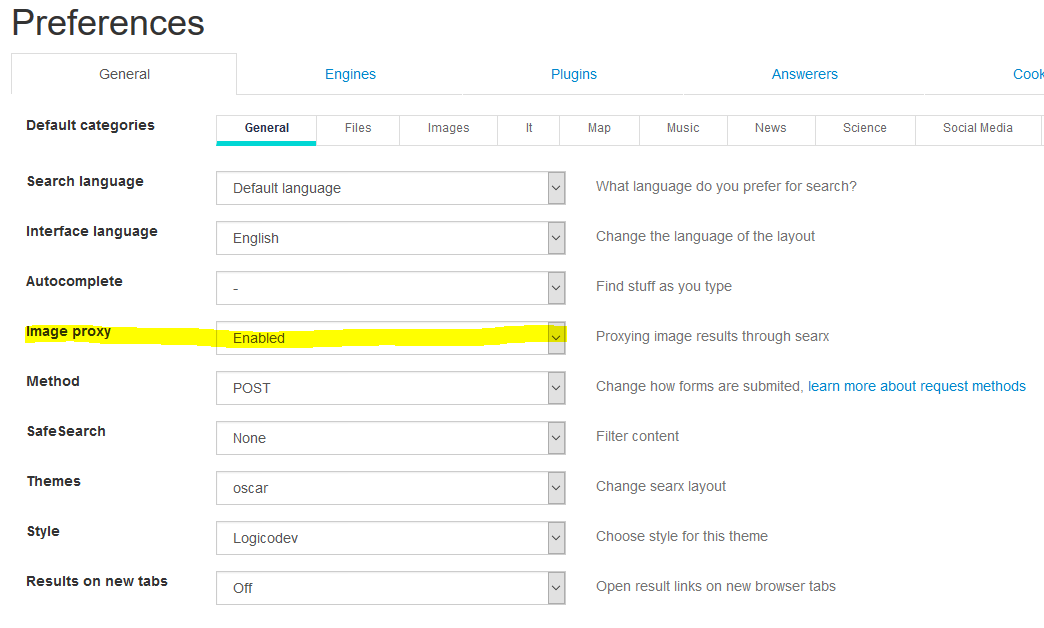 Preferences
General Engines Plugins Answerers Cook
Default categories General Files Images It Map Music News Science Social Media
Search language Default language What language do you prefer for search?
Interface language English Change the language of the layout
Autocomplete - Find stuff as you type
Image proxy Enabled Proxying image results through searx
Method POST Change how forms are submited, learn more about request methods
SafeSearch None Filter content
Themes oscar Change searx layout
Style Logicodev Choose style for this theme
Results on new tabs Off Open result links on new browser tabs